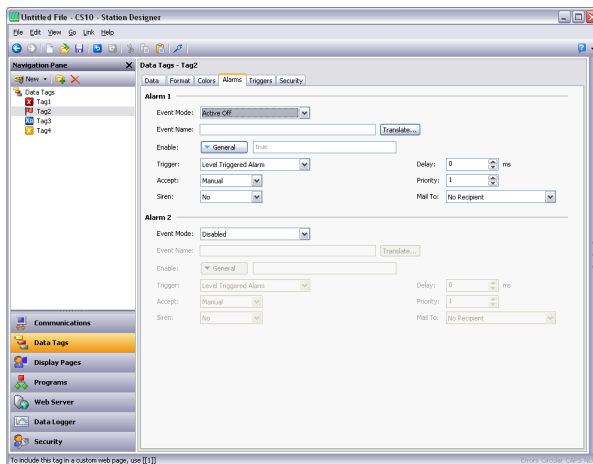 Untitled File - CS10 - Station Designer
File Edit View Go Link Help
Navigation Pane
Data Tags - Tag2
New
Data Format Colors Alarms Triggers Security
Data Tags
Tag1
Tag2
Tag3
Tag4
Alarm 1
Event Mode: Active Off
Event Name: Translate...
Enable: General true
Trigger: Level Triggered Alarm Delay: 0 ms
Accept: Manual Priority: 1
Siren: No Mail To: No Recipient
Alarm 2
Event Mode: Disabled
Event Name: Translate...
Enable: General
Trigger: Level Triggered Alarm Delay: 0 ms
Accept: Manual Priority: 1
Siren: No Mail To: No Recipient
Communications
Data Tags
Display Pages
Programs
Web Server
Data Logger
Security
To include this tag in a custom web page, use [[1]]
Errors Circular CAPS